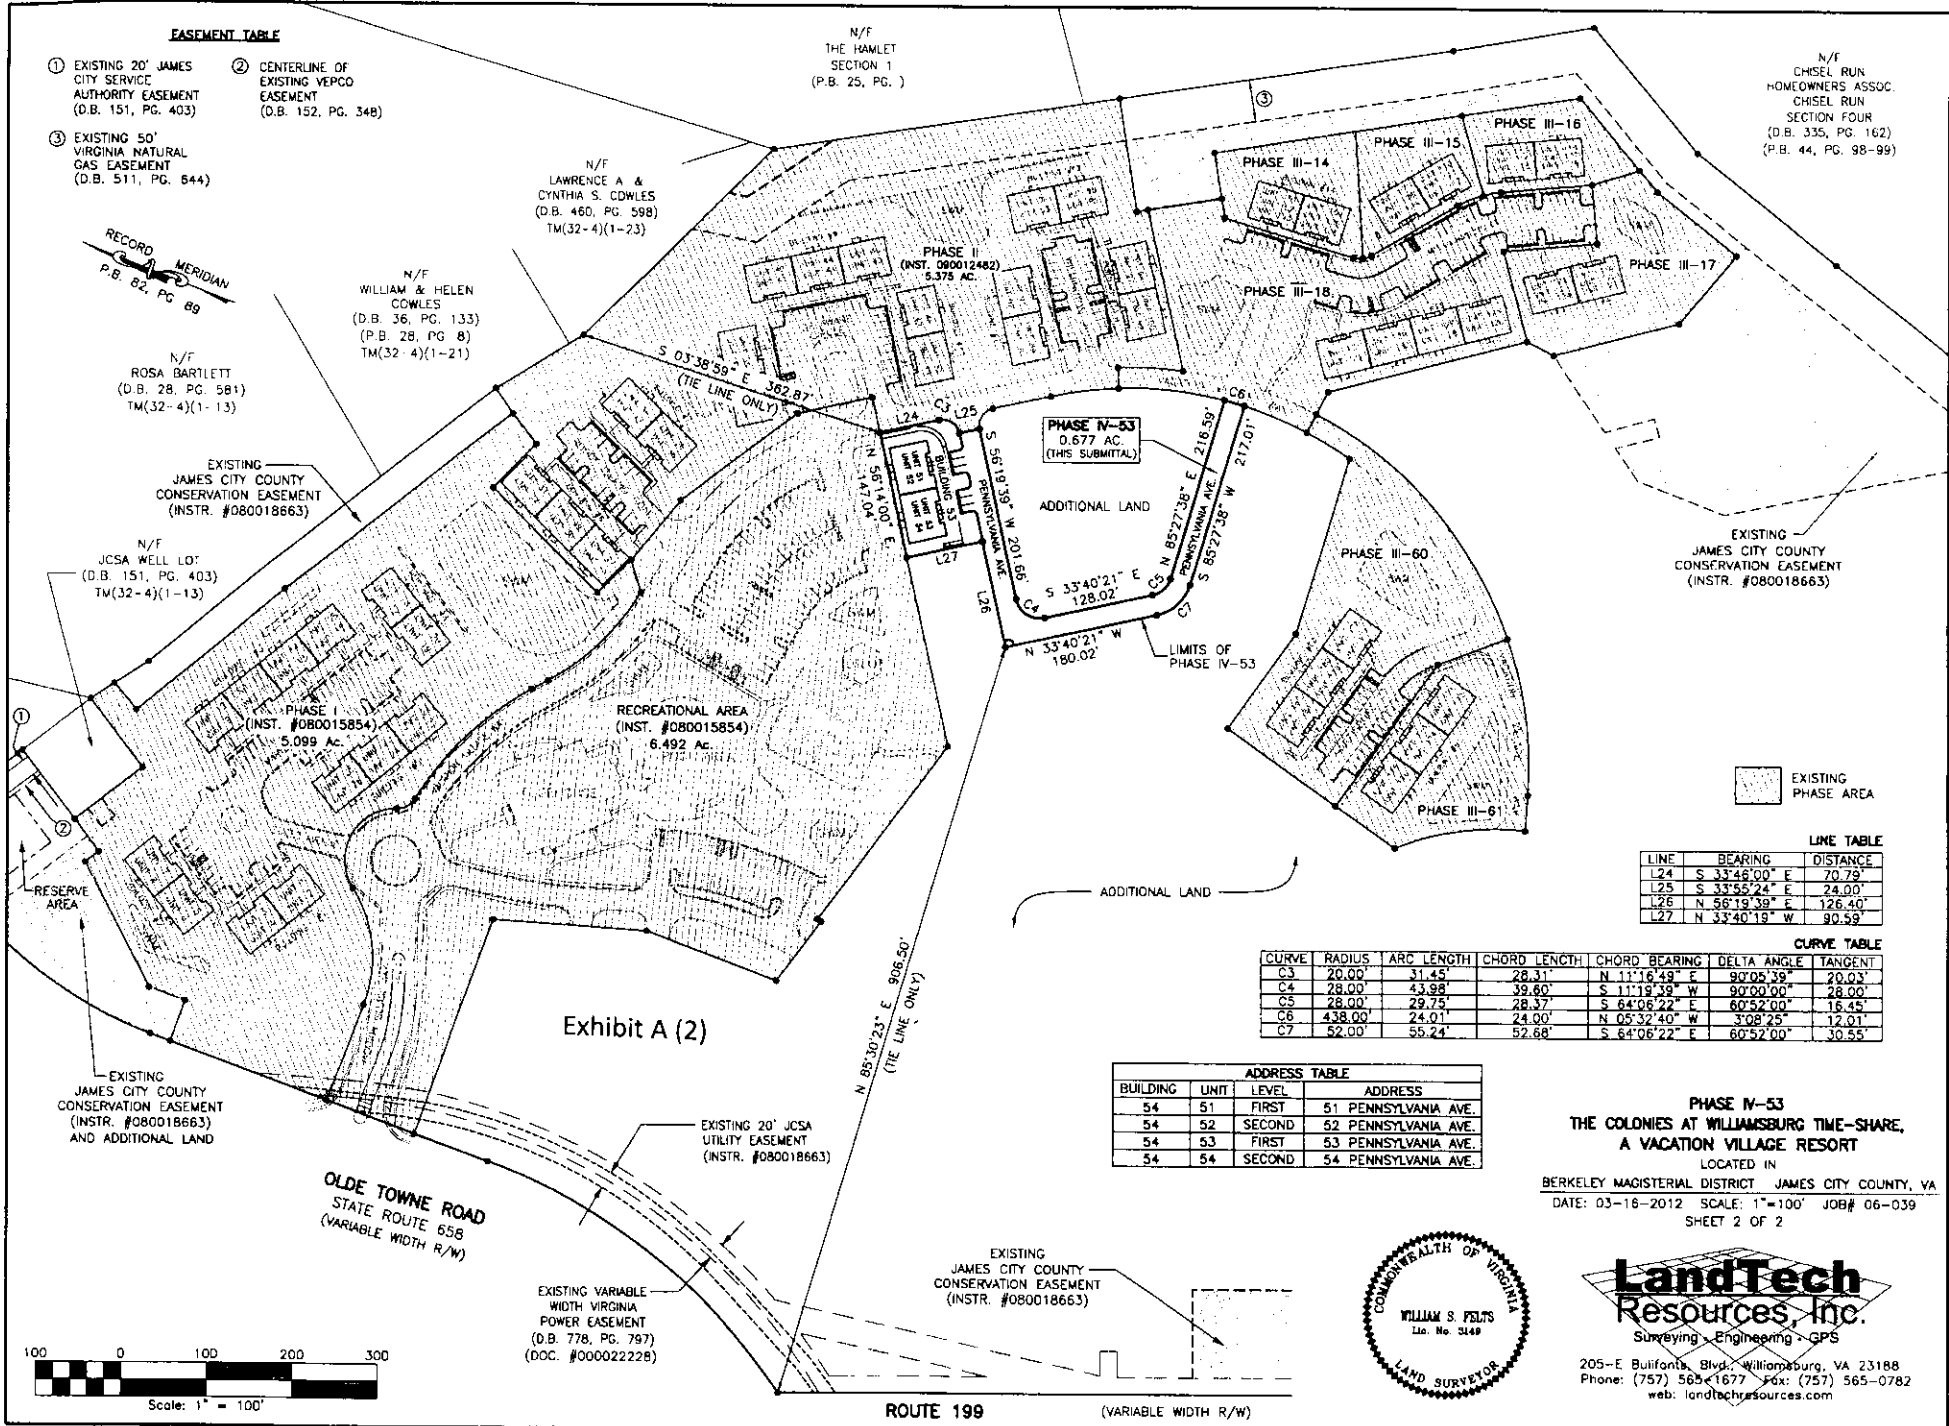 EASEMENT TABLE
① EXISTING 20' JAMES
CITY SERVICE
AUTHORITY EASEMENT
(D.B. 151, PG. 403)
② CENTERLINE OF
EXISTING VEPCO
EASEMENT
(D.B. 152, PG. 348)
③ EXISTING 50'
VIRGINIA NATURAL
GAS EASEMENT
(D.B. 511, PG. 644)
RECORD MERIDIAN
P.B. 82, PG 89
N/F
THE HAMLET
SECTION 1
(P.B. 25, PG. )
N/F
CHISEL RUN
HOMEOWNERS ASSOC.
CHISEL RUN
SECTION FOUR
(D.B. 335, PG. 162)
(P.B. 44, PG. 98-99)
N/F
LAWRENCE A &
CYNTHIA S. COWLES
(D.B. 460, PG. 598)
TM(32-4)(1-23)
N/F
WILLIAM & HELEN
COWLES
(D.B. 36, PG. 133)
(P.B. 28, PG 8)
TM(32-4)(1-21)
N/F
ROSA BARTLETT
(D.B. 28, PG. 581)
TM(32-4)(1-13)
③
PHASE III-14
PHASE III-15
PHASE III-16
PHASE III-17
PHASE III-18
PHASE II
(INST. 090012482)
5.375 AC.
S 03°38'59" E 362.87'
(TIE LINE ONLY)
L24
C3
L25
C6
PHASE IV-53
0.677 AC.
(THIS SUBMITTAL)
216.59'
217.01'
N 85°27'38" E
S 85°27'38" W
PENNSYLVANIA AVE.
N 56°14'00" E
147.04'
BUILDING 53
UNIT 51
UNIT 52
UNIT 53
UNIT 54
S 56°19'39" W 201.66'
PENNSYLVANIA AVE.
ADDITIONAL LAND
L27
L26
C4
S 33°40'21" E
128.02'
C5
C7
N 33°40'21" W
180.02'
LIMITS OF
PHASE IV-53
EXISTING
JAMES CITY COUNTY
CONSERVATION EASEMENT
(INSTR. #080018663)
N/F
JCSA WELL LOT
(D.B. 151, PG. 403)
TM(32-4)(1-13)
EXISTING
JAMES CITY COUNTY
CONSERVATION EASEMENT
(INSTR. #080018663)
PHASE III-60
PHASE III-61
PHASE I
(INST. #080015854)
5.099 Ac.
RECREATIONAL AREA
(INST. #080015854)
6.492 Ac.
①
②
RESERVE
AREA
ADDITIONAL LAND
EXISTING
PHASE AREA
LINE TABLE
LINE BEARING DISTANCE
L24 S 33°46'00" E 70.79'
L25 S 33°55'24" E 24.00'
L26 N 56°19'39" E 126.40'
L27 N 33°40'19" W 90.59'
CURVE TABLE
CURVE RADIUS ARC LENGTH CHORD LENGTH CHORD BEARING DELTA ANGLE TANGENT
C3 20.00' 31.45' 28.31' N 11°16'49" E 90°05'39" 20.03'
C4 28.00' 43.98' 39.60' S 11°19'39" W 90°00'00" 28.00'
C5 28.00' 29.75' 28.37' S 64°06'22" E 60°52'00" 16.45'
C6 438.00' 24.01' 24.00' N 05°32'40" W 3°08'25" 12.01'
C7 52.00' 55.24' 52.68' S 64°06'22" E 60°52'00" 30.55'
Exhibit A (2)
N 85°30'23" E 906.50'
(TIE LINE ONLY)
ADDRESS TABLE
BUILDING UNIT LEVEL ADDRESS
54 51 FIRST 51 PENNSYLVANIA AVE.
54 52 SECOND 52 PENNSYLVANIA AVE.
54 53 FIRST 53 PENNSYLVANIA AVE.
54 54 SECOND 54 PENNSYLVANIA AVE.
EXISTING
JAMES CITY COUNTY
CONSERVATION EASEMENT
(INSTR. #080018663)
AND ADDITIONAL LAND
EXISTING 20' JCSA
UTILITY EASEMENT
(INSTR. #080018663)
OLDE TOWNE ROAD
STATE ROUTE 658
(VARIABLE WIDTH R/W)
EXISTING VARIABLE
WIDTH VIRGINIA
POWER EASEMENT
(D.B. 778, PG. 797)
(DOC. #000022228)
EXISTING
JAMES CITY COUNTY
CONSERVATION EASEMENT
(INSTR. #080018663)
PHASE IV-53
THE COLONIES AT WILLIAMSBURG TIME-SHARE,
A VACATION VILLAGE RESORT
LOCATED IN
BERKELEY MAGISTERIAL DISTRICT JAMES CITY COUNTY, VA
DATE: 03-16-2012 SCALE: 1"=100' JOB# 06-039
SHEET 2 OF 2
COMMONWEALTH OF VIRGINIA
WILLIAM S. FELTS
Lic. No. 3149
LAND SURVEYOR
LandTech
Resources, Inc.
Surveying • Engineering • GPS
205-E Bulifants Blvd., Williamsburg, VA 23188
Phone: (757) 565-1677 Fax: (757) 565-0782
web: landtechresources.com
100 0 100 200 300
Scale: 1" = 100'
ROUTE 199
(VARIABLE WIDTH R/W)